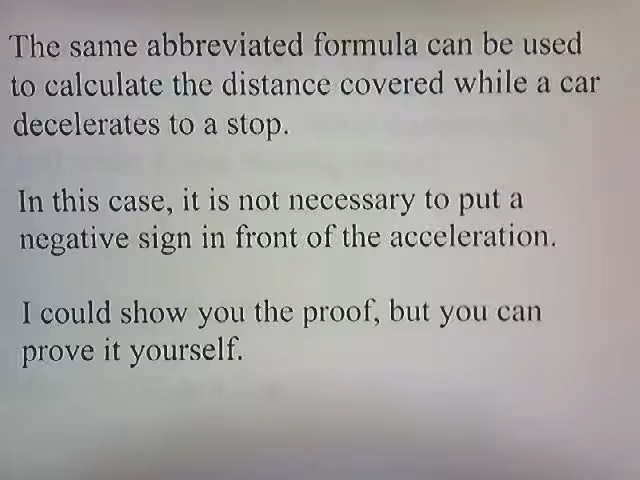 The same abbreviated formula can be used
to calculate the distance covered while a car
decelerates to a stop.
In this case, it is not necessary to put a
negative sign in front of the acceleration.
I could show you the proof, but you can
prove it yourself.